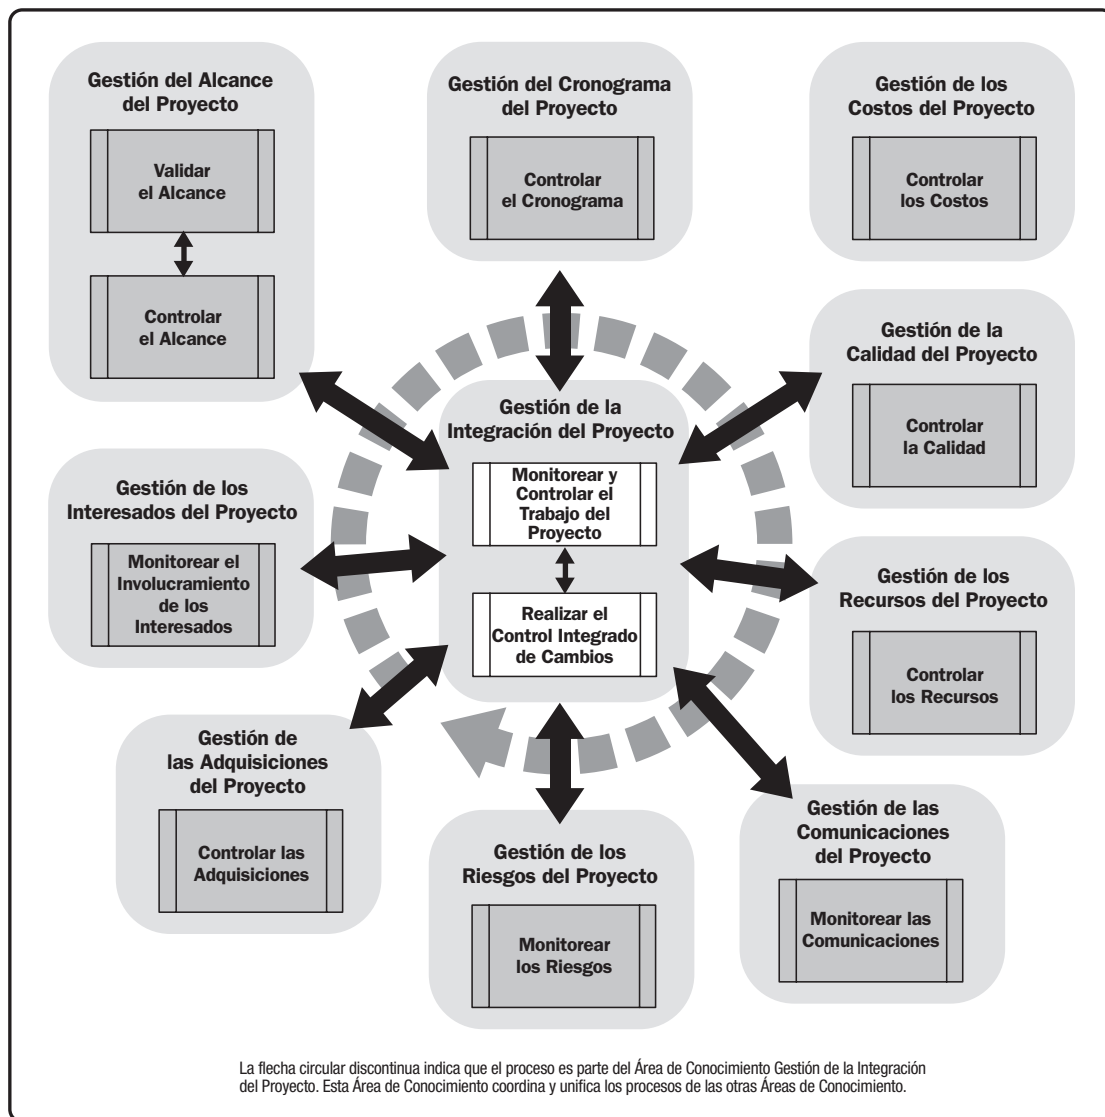 Gestión del Alcance
del Proyecto
Validar
el Alcance
Controlar
el Alcance
Gestión del Cronograma
del Proyecto
Controlar
el Cronograma
Gestión de los
Costos del Proyecto
Controlar
los Costos
Gestión de la
Calidad del Proyecto
Controlar
la Calidad
Gestión de la
Integración del Proyecto
Monitorear y
Controlar el
Trabajo del
Proyecto
Realizar el
Control Integrado
de Cambios
Gestión de los
Interesados del Proyecto
Monitorear el
Involucramiento
de los
Interesados
Gestión de los
Recursos del Proyecto
Controlar
los Recursos
Gestión de
las Adquisiciones
del Proyecto
Controlar las
Adquisiciones
Gestión de los
Riesgos del Proyecto
Monitorear
los Riesgos
Gestión de las
Comunicaciones
del Proyecto
Monitorear las
Comunicaciones
La flecha circular discontinua indica que el proceso es parte del Área de Conocimiento Gestión de la Integración
del Proyecto. Esta Área de Conocimiento coordina y unifica los procesos de las otras Áreas de Conocimiento.